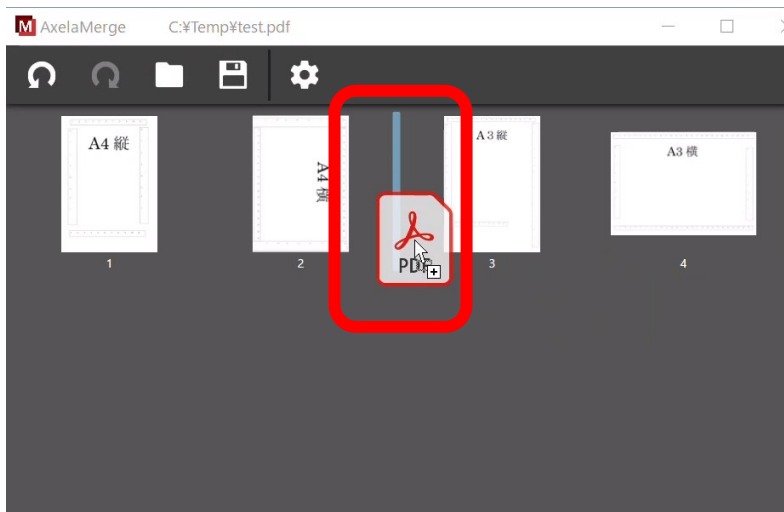 M AxelaMerge C:¥Temp¥test.pdf
A4 縦
A4 横
A3 縦
A3 横
PDF
1
2
3
4